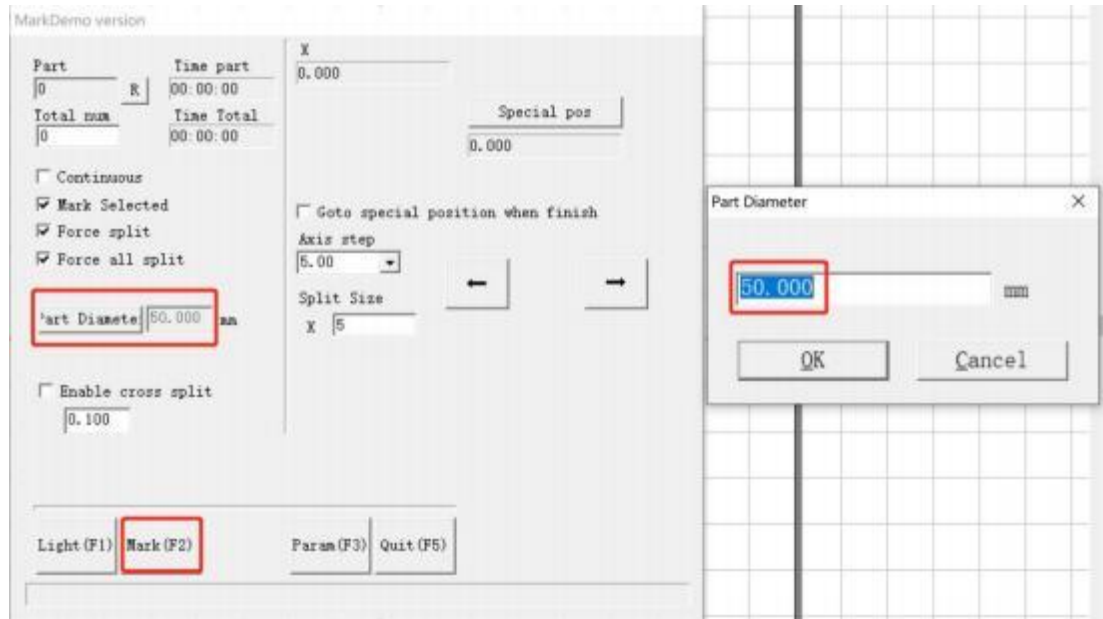 MarkDemo version
Part
Time part
0
R
00:00:00
Total num
Time Total
0
00:00:00
Continuous
Mark Selected
Force split
Force all split
Part Diamete
50.000
mm
Enable cross split
0.100
X
0.000
Special pos
0.000
Goto special position when finish
Axis step
5.00
Split Size
X
5
Light(F1)
Mark(F2)
Param(F3)
Quit(F5)
Part Diameter
50.000
mm
OK
Cancel